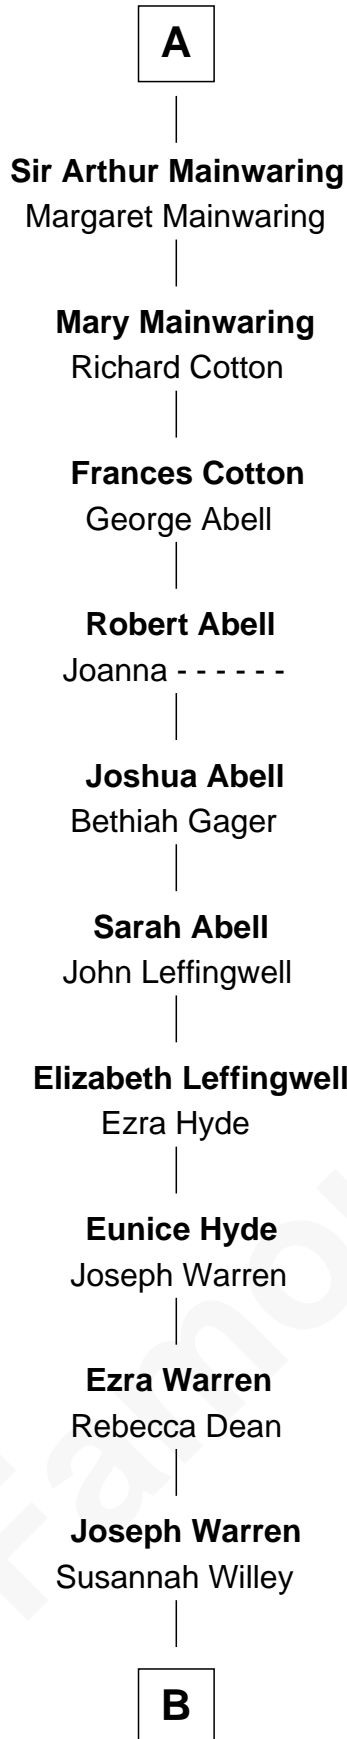 A
Sir Arthur Mainwaring
Margaret Mainwaring
Mary Mainwaring
Richard Cotton
Frances Cotton
George Abell
Robert Abell
Joanna - - - - - -
Joshua Abell
Bethiah Gager
Sarah Abell
John Leffingwell
Elizabeth Leffingwell
Ezra Hyde
Eunice Hyde
Joseph Warren
Ezra Warren
Rebecca Dean
Joseph Warren
Susannah Willey
B